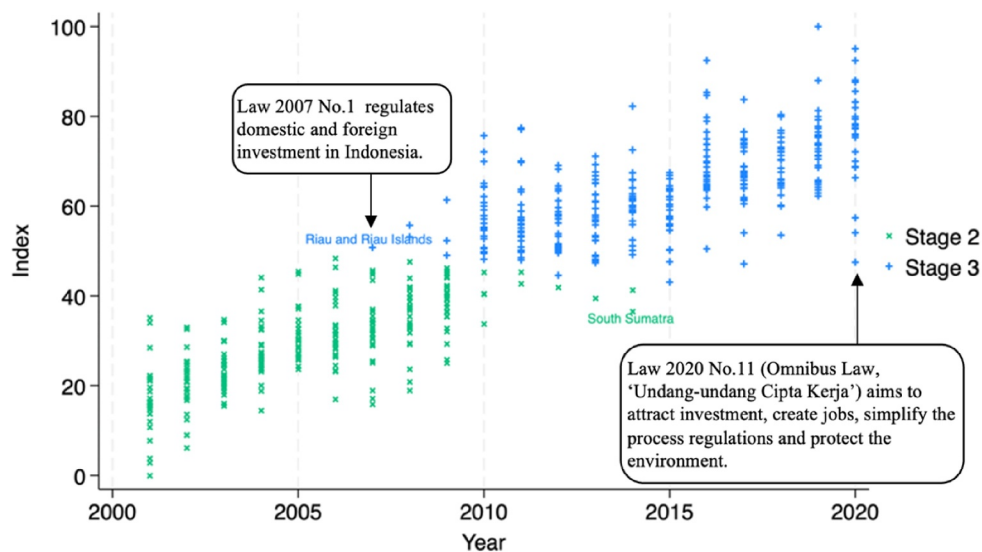 100
80
60
40
20
0
Index
2000
2005
2010
2015
2020
Year
Law 2007 No.1 regulates
domestic and foreign
investment in Indonesia.
Riau and Riau Islands
South Sumatra
Stage 2
Stage 3
Law 2020 No.11 (Omnibus Law,
‘Undang-undang Cipta Kerja’) aims to
attract investment, create jobs, simplify the
process regulations and protect the
environment.